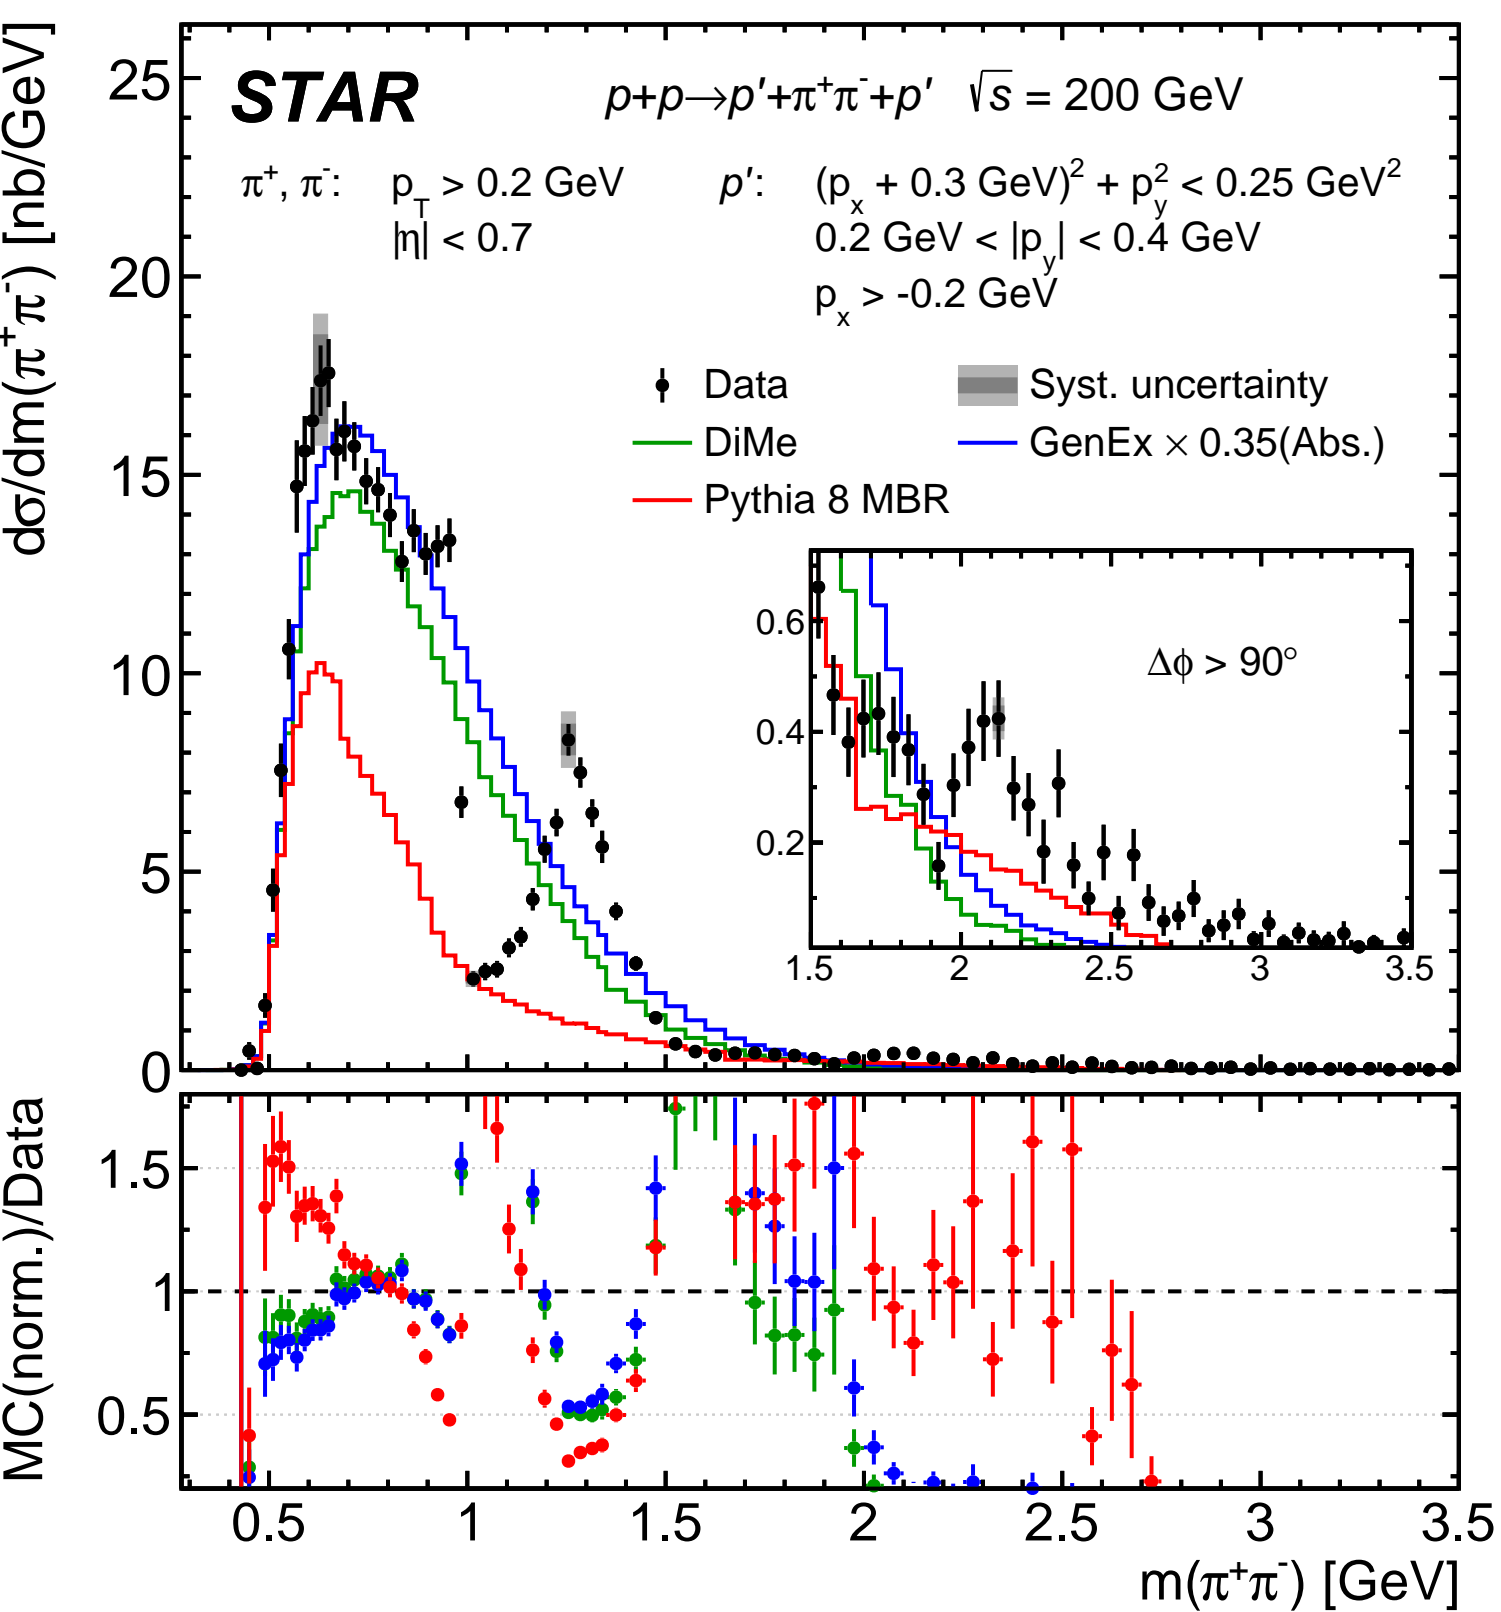 STAR
p+p→p′+π⁺π⁻+p′ √s = 200 GeV
π⁺, π⁻: p_T > 0.2 GeV p′: (p_x + 0.3 GeV)² + p_y² < 0.25 GeV²
|η| < 0.7 0.2 GeV < |p_y| < 0.4 GeV
p_x > -0.2 GeV
Data Syst. uncertainty
DiMe GenEx × 0.35(Abs.)
Pythia 8 MBR
dσ/dm(π⁺π⁻) [nb/GeV]
25
20
15
10
5
0
Δϕ > 90°
0.6
0.4
0.2
1.5 2 2.5 3 3.5
MC(norm.)/Data
1.5
1
0.5
0.5 1 1.5 2 2.5 3 3.5
m(π⁺π⁻) [GeV]